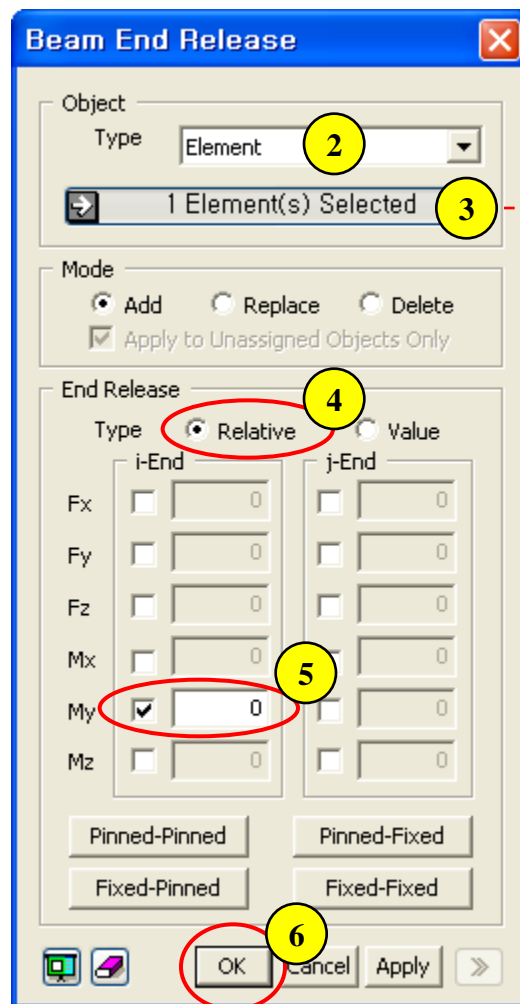 Beam End Release
Object
Type Element 2
1 Element(s) Selected 3
Mode
Add Replace Delete
Apply to Unassigned Objects Only
End Release 4
Type Relative Value
i-End j-End
Fx 0 0
Fy 0 0
Fz 0 0
Mx 0 0
5
My 0 0
Mz 0 0
Pinned-Pinned Pinned-Fixed
Fixed-Pinned Fixed-Fixed
6
OK Cancel Apply